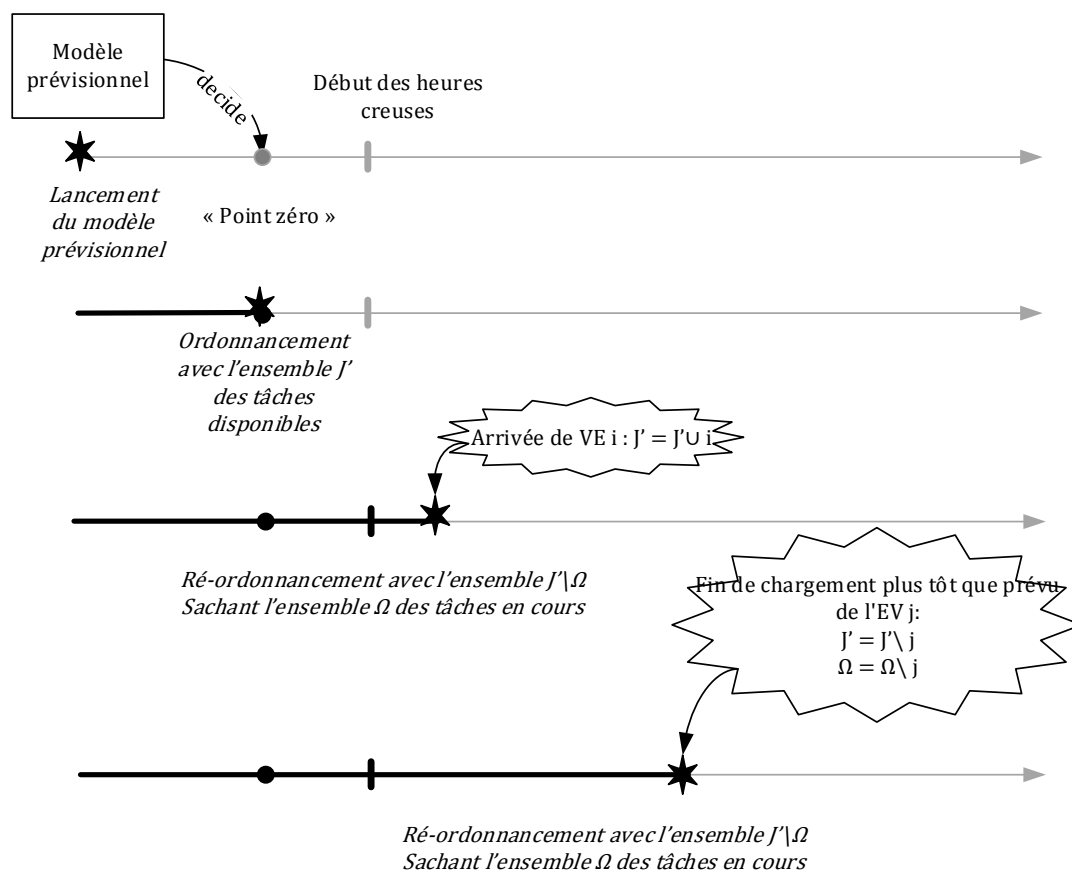 Modèle
prévisionnel
decide
Début des heures
creuses
Lancement
du modèle
prévisionnel
« Point zéro »
Ordonnancement
avec l'ensemble J'
des tâches
disponibles
Arrivée de VE i : J' = J'∪ i
Ré-ordonnancement avec l'ensemble J'\Ω
Sachant l'ensemble Ω des tâches en cours
Fin de chargement plus tôt que prévu
de l'EV j:
J' = J'\ j
Ω = Ω\ j
Ré-ordonnancement avec l'ensemble J'\Ω
Sachant l'ensemble Ω des tâches en cours